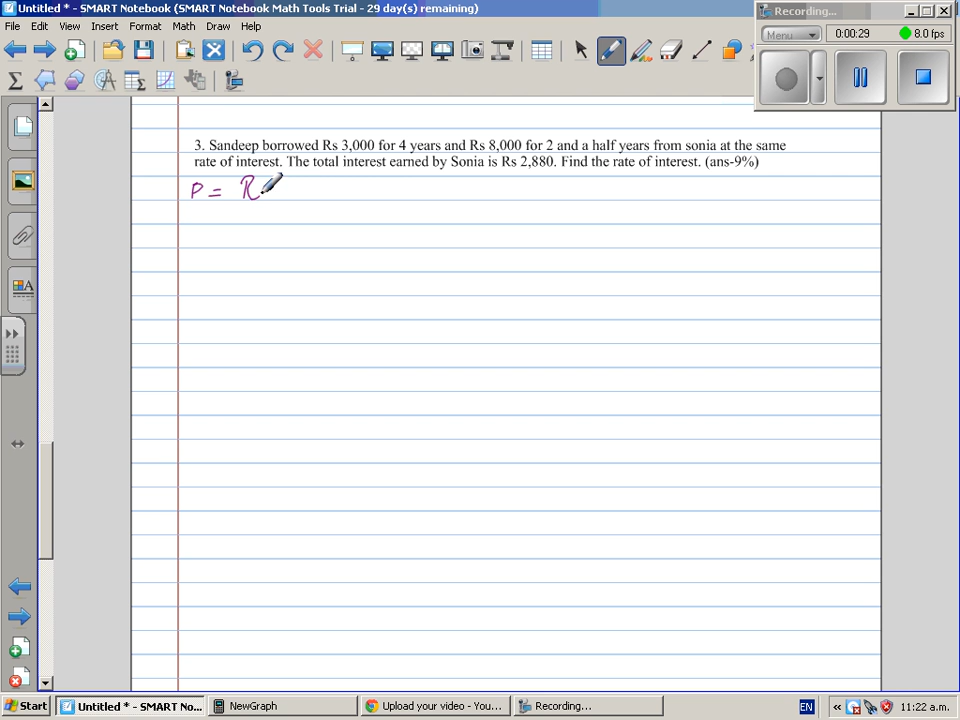 Untitled * - SMART Notebook (SMART Notebook Math Tools Trial - 29 day(s) remaining)
Recording...
File Edit View Insert Format Math Tools Draw Help
Menu 0:00:29 8.0 fps
3. Sandeep borrowed Rs 3,000 for 4 years and Rs 8,000 for 2 and a half years from sonia at the same
rate of interest. The total interest earned by Sonia is Rs 2,880. Find the rate of interest. (ans-9%)
P = R
Start Untitled * - SMART No... NewGraph Upload your video - You... Recording... EN « 11:22 a.m.